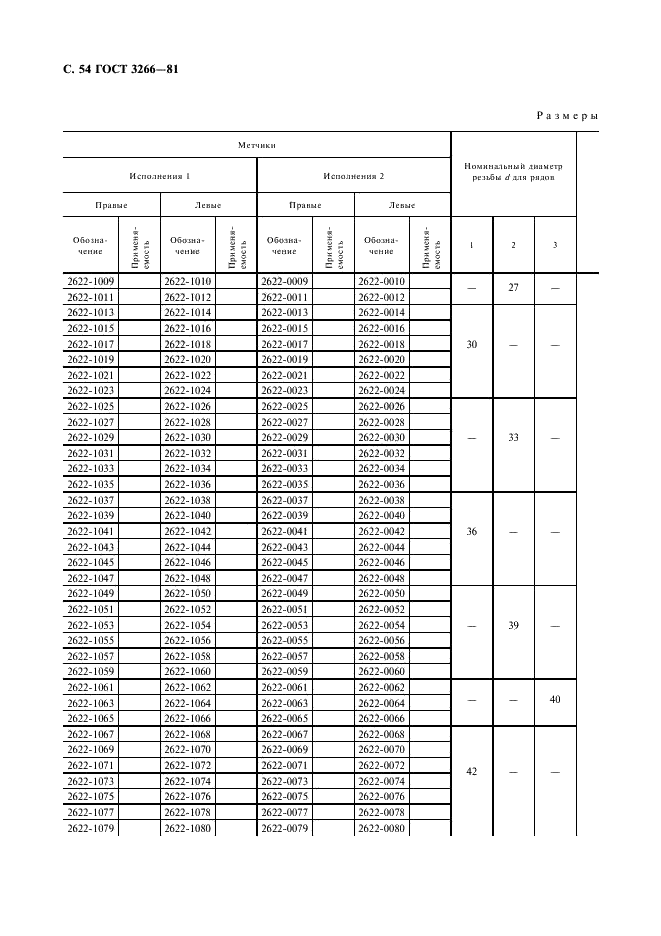 С. 54 ГОСТ 3266—81
Размеры
Метчики
Номинальный диаметр
резьбы d для рядов
Исполнения 1 Исполнения 2
Правые Левые Правые Левые
Обозна-
чение Применя-
емость Обозна-
чение Применя-
емость Обозна-
чение Применя-
емость Обозна-
чение Применя-
емость 1 2 3
2622-1009 2622-1010 2622-0009 2622-0010 — 27 —
2622-1011 2622-1012 2622-0011 2622-0012
2622-1013 2622-1014 2622-0013 2622-0014
2622-1015 2622-1016 2622-0015 2622-0016
2622-1017 2622-1018 2622-0017 2622-0018 30 — —
2622-1019 2622-1020 2622-0019 2622-0020
2622-1021 2622-1022 2622-0021 2622-0022
2622-1023 2622-1024 2622-0023 2622-0024
2622-1025 2622-1026 2622-0025 2622-0026
2622-1027 2622-1028 2622-0027 2622-0028
2622-1029 2622-1030 2622-0029 2622-0030 — 33 —
2622-1031 2622-1032 2622-0031 2622-0032
2622-1033 2622-1034 2622-0033 2622-0034
2622-1035 2622-1036 2622-0035 2622-0036
2622-1037 2622-1038 2622-0037 2622-0038
2622-1039 2622-1040 2622-0039 2622-0040
2622-1041 2622-1042 2622-0041 2622-0042 36 — —
2622-1043 2622-1044 2622-0043 2622-0044
2622-1045 2622-1046 2622-0045 2622-0046
2622-1047 2622-1048 2622-0047 2622-0048
2622-1049 2622-1050 2622-0049 2622-0050
2622-1051 2622-1052 2622-0051 2622-0052
2622-1053 2622-1054 2622-0053 2622-0054 — 39 —
2622-1055 2622-1056 2622-0055 2622-0056
2622-1057 2622-1058 2622-0057 2622-0058
2622-1059 2622-1060 2622-0059 2622-0060
2622-1061 2622-1062 2622-0061 2622-0062
2622-1063 2622-1064 2622-0063 2622-0064 — — 40
2622-1065 2622-1066 2622-0065 2622-0066
2622-1067 2622-1068 2622-0067 2622-0068
2622-1069 2622-1070 2622-0069 2622-0070
2622-1071 2622-1072 2622-0071 2622-0072 42 — —
2622-1073 2622-1074 2622-0073 2622-0074
2622-1075 2622-1076 2622-0075 2622-0076
2622-1077 2622-1078 2622-0077 2622-0078
2622-1079 2622-1080 2622-0079 2622-0080